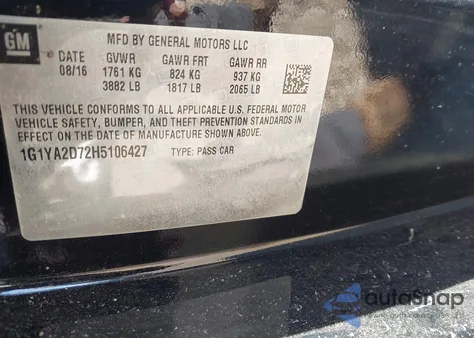 GM
MFD BY GENERAL MOTORS LLC
DATE GVWR GAWR FRT GAWR RR
08/16 1761 KG 824 KG 937 KG
3882 LB 1817 LB 2065 LB
THIS VEHICLE CONFORMS TO ALL APPLICABLE U.S. FEDERAL MOTOR
VEHICLE SAFETY, BUMPER, AND THEFT PREVENTION STANDARDS IN
EFFECT ON THE DATE OF MANUFACTURE SHOWN ABOVE.
1G1YA2D72H5106427 TYPE: PASS CAR
autoSnap